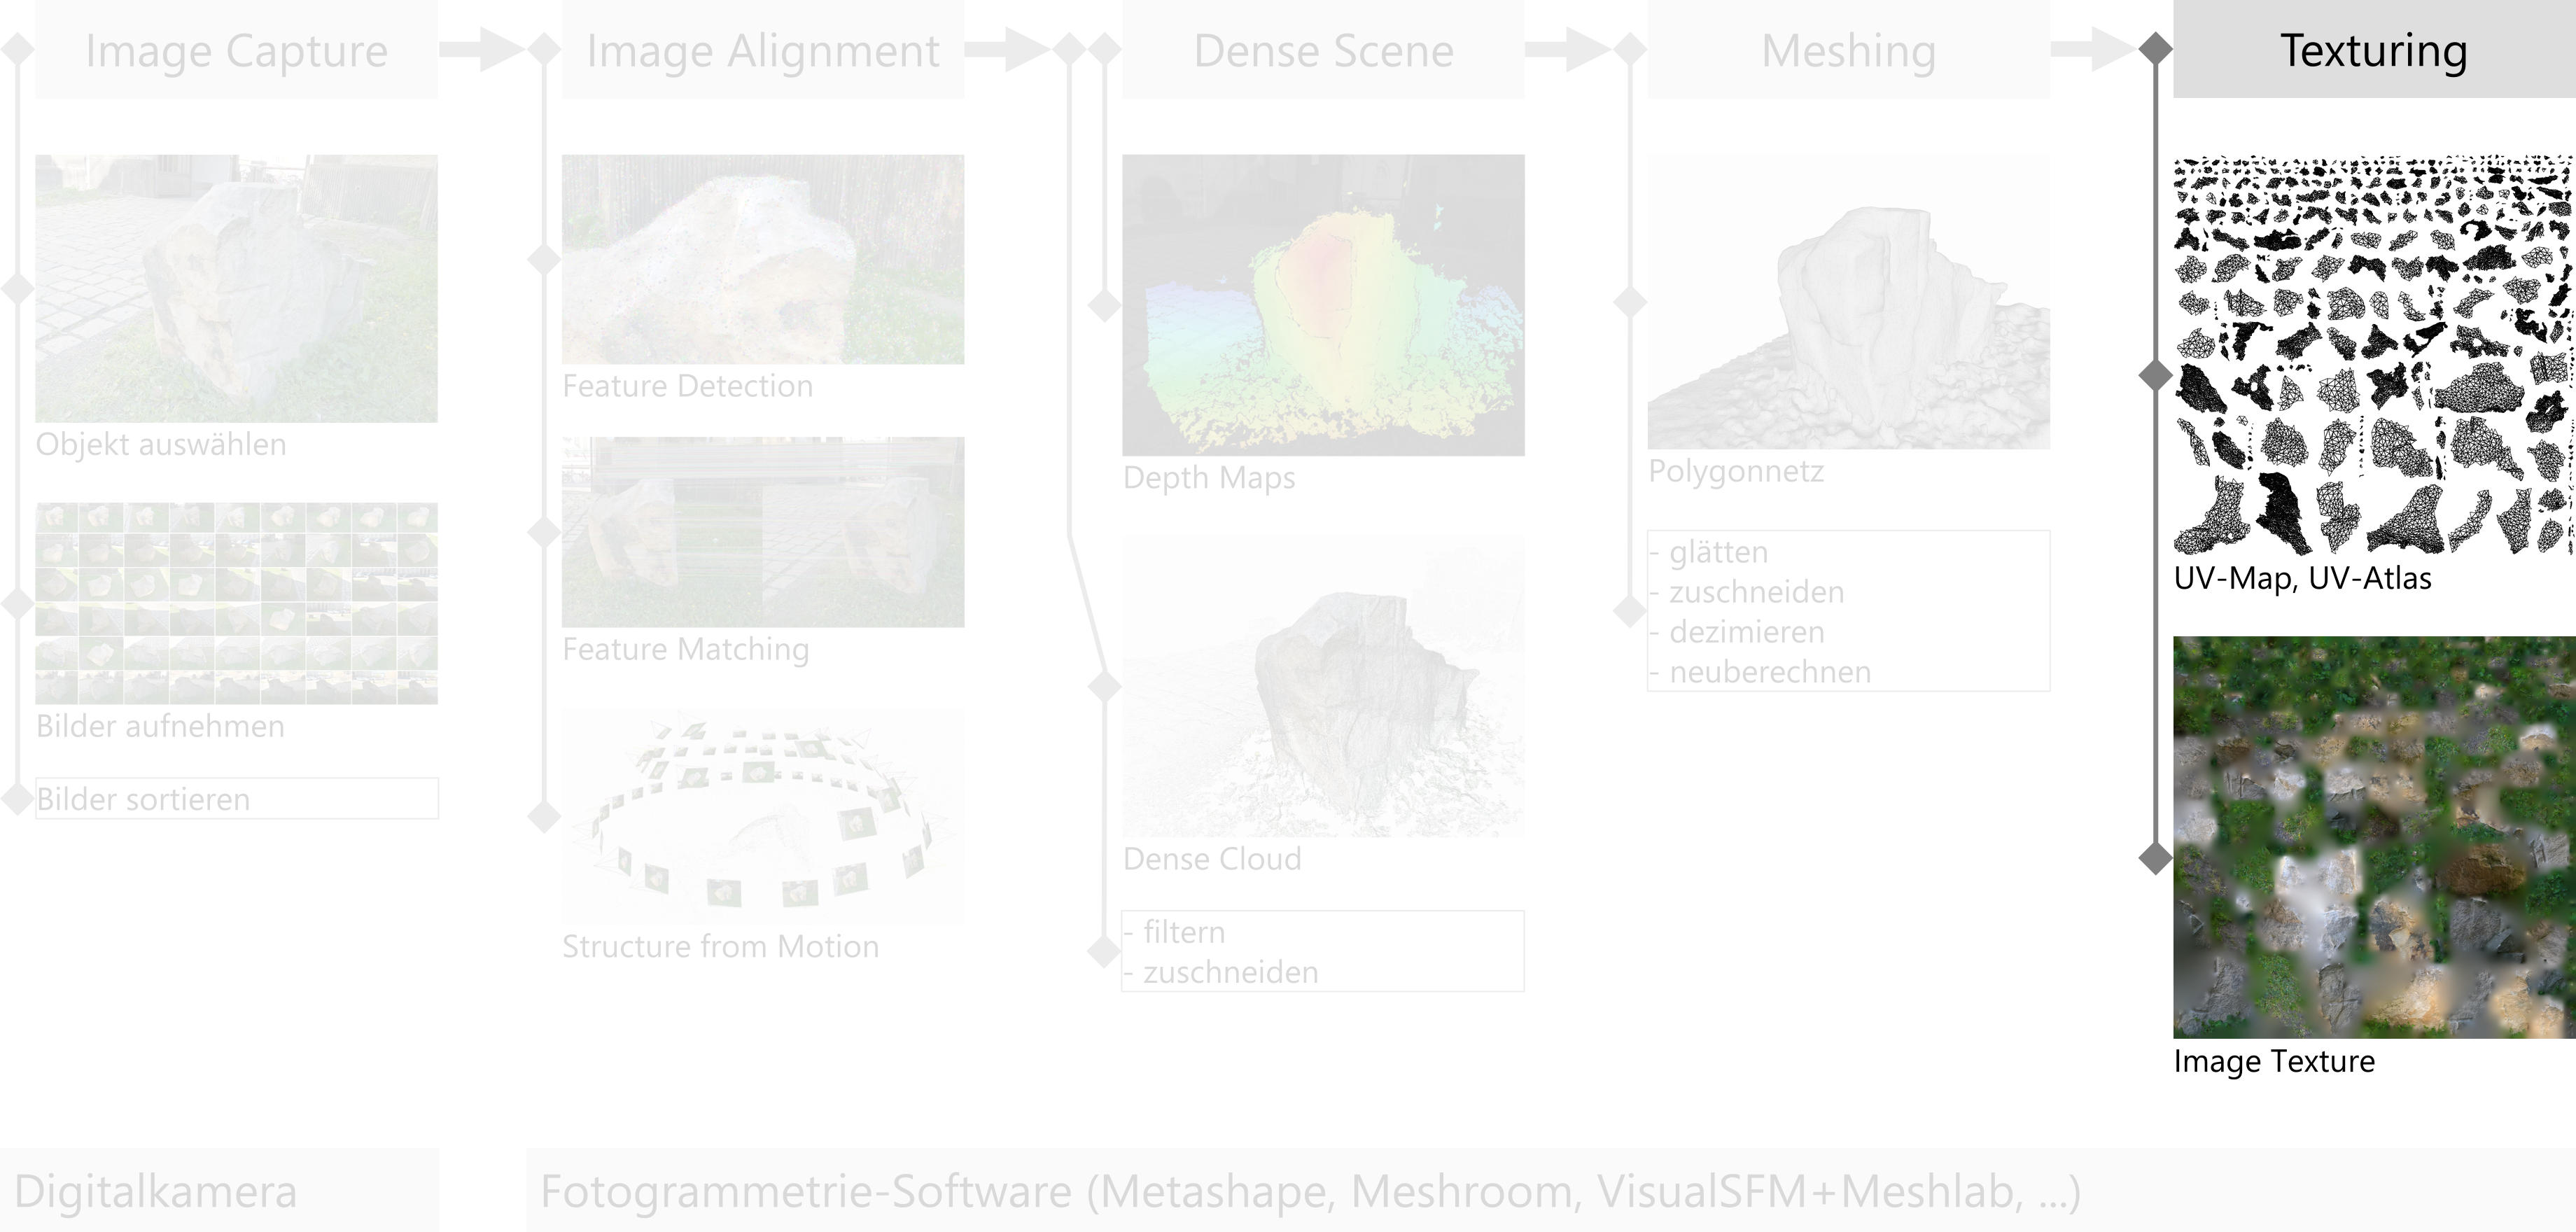 Image Capture
Image Alignment
Dense Scene
Meshing
Texturing
Objekt auswählen
Bilder aufnehmen
Bilder sortieren
Feature Detection
Feature Matching
Structure from Motion
Depth Maps
Dense Cloud
- filtern
- zuschneiden
Polygonnetz
- glätten
- zuschneiden
- dezimieren
- neuberechnen
UV-Map, UV-Atlas
Image Texture
Digitalkamera
Fotogrammetrie-Software (Metashape, Meshroom, VisualSFM+Meshlab, ...)